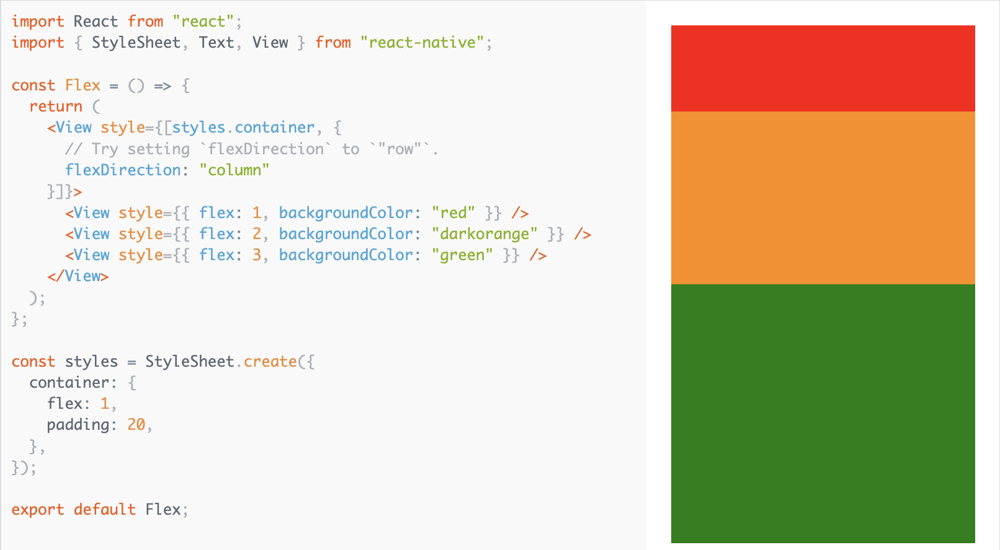 import React from "react";
import { StyleSheet, Text, View } from "react-native";

const Flex = () => {
  return (
    <View style={[styles.container, {
      // Try setting `flexDirection` to `"row"`.
      flexDirection: "column"
    }]}>
      <View style={{ flex: 1, backgroundColor: "red" }} />
      <View style={{ flex: 2, backgroundColor: "darkorange" }} />
      <View style={{ flex: 3, backgroundColor: "green" }} />
    </View>
  );
};

const styles = StyleSheet.create({
  container: {
    flex: 1,
    padding: 20,
  },
});

export default Flex;